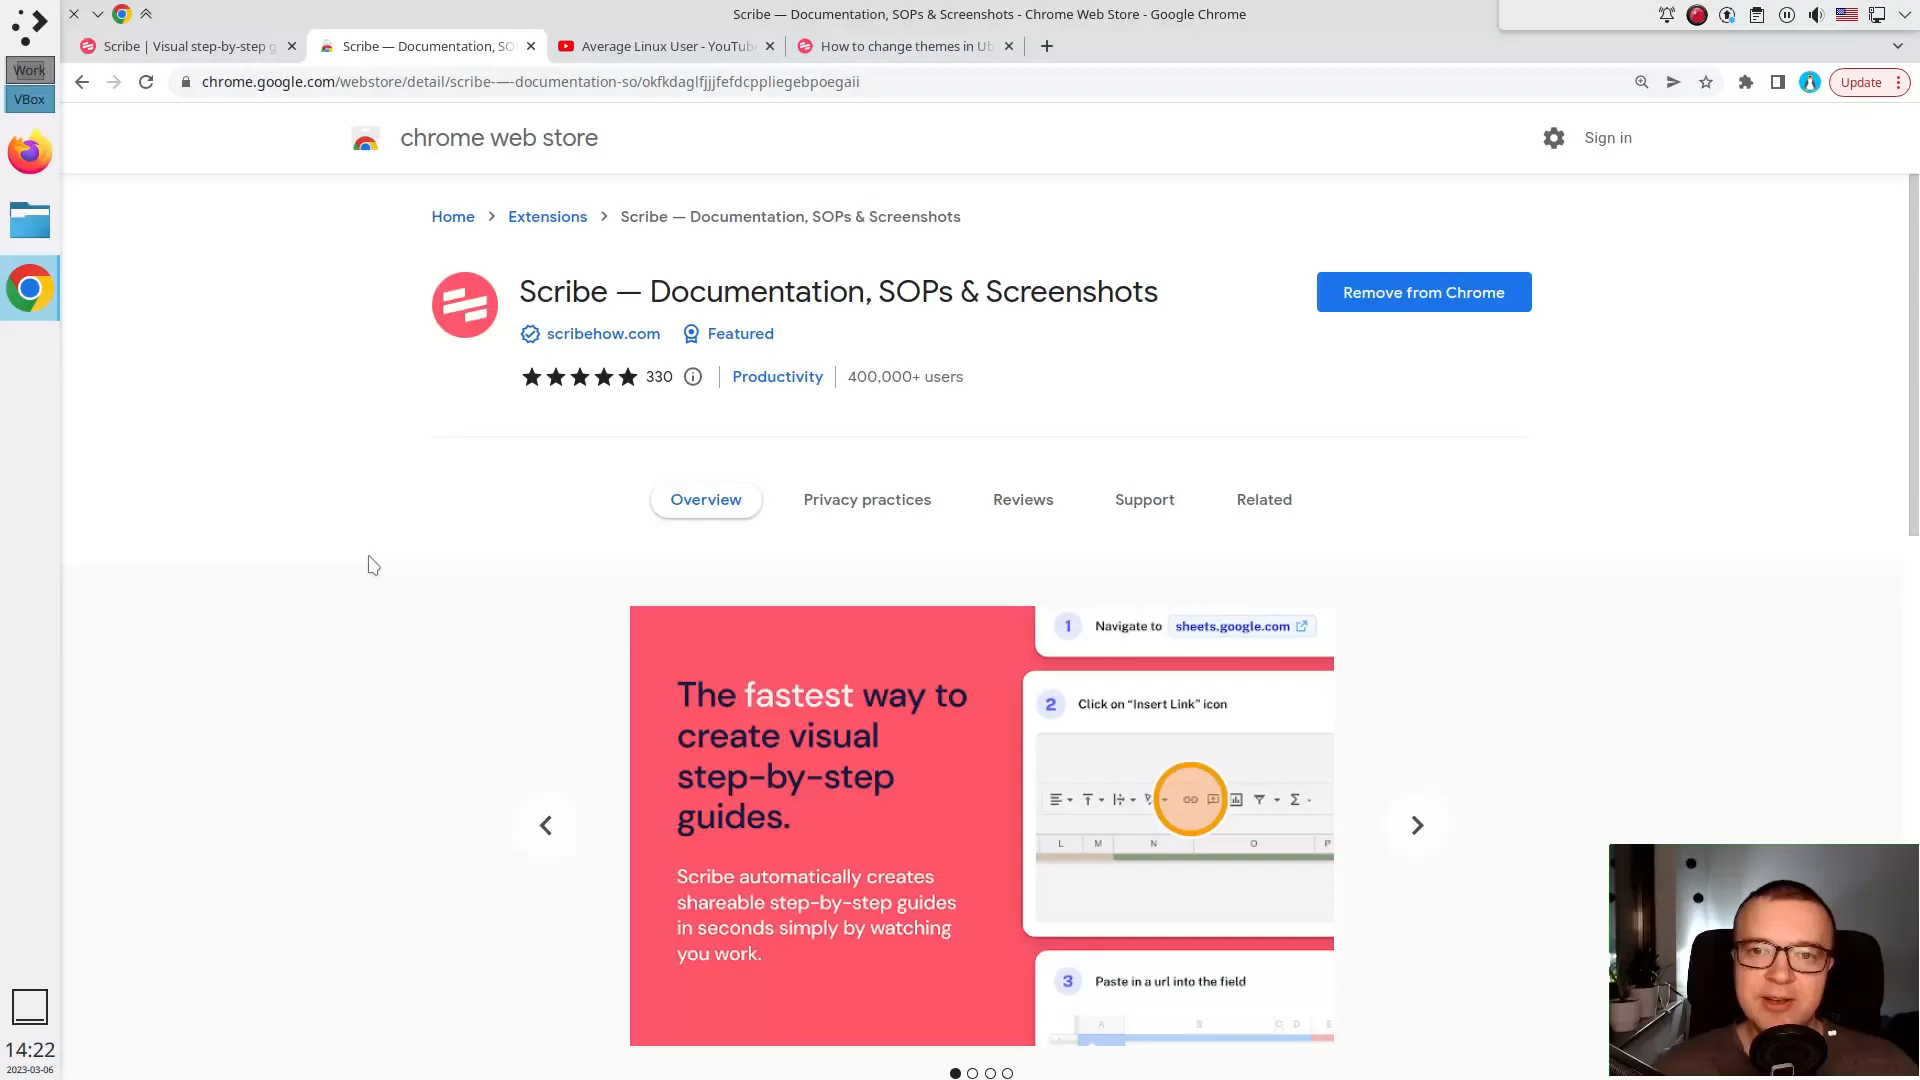 Scribe — Documentation, SOPs & Screenshots - Chrome Web Store - Google Chrome
Work
VBox
Scribe | Visual step-by-step g
Scribe — Documentation, SO
Average Linux User - YouTub
How to change themes in Ub
chrome.google.com/webstore/detail/scribe-—-documentation-so/okfkdaglfjjjfefdcppliegebpoegaii
Update
chrome web store
Sign in
Home
Extensions
Scribe — Documentation, SOPs & Screenshots
Scribe — Documentation, SOPs & Screenshots
Remove from Chrome
scribehow.com
Featured
330
Productivity
400,000+ users
Overview
Privacy practices
Reviews
Support
Related
The fastest way to
create visual
step-by-step
guides.
Scribe automatically creates
shareable step-by-step guides
in seconds simply by watching
you work.
1 Navigate to sheets.google.com
2 Click on “Insert Link” icon
L M N O P
3 Paste in a url into the field
A B C D E
14:22
2023-03-06